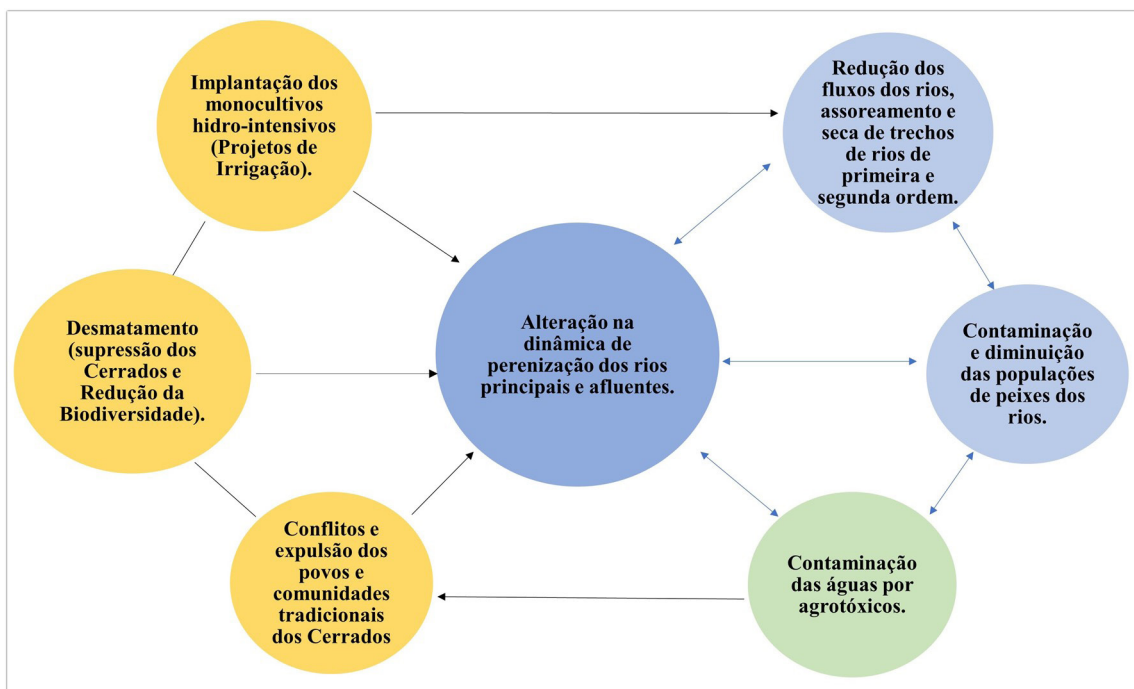 Implantação dos
monocultivos
hidro-intensivos
(Projetos de
Irrigação).
Redução dos
fluxos dos rios,
assoreamento e
seca de trechos
de rios de
primeira e
segunda ordem.
Desmatamento
(supressão dos
Cerrados e
Redução da
Biodiversidade).
Alteração na
dinâmica de
perenização dos rios
principais e afluentes.
Contaminação
e diminuição
das populações
de peixes dos
rios.
Conflitos e
expulsão dos
povos e
comunidades
tradicionais
dos Cerrados
Contaminação
das águas por
agrotóxicos.